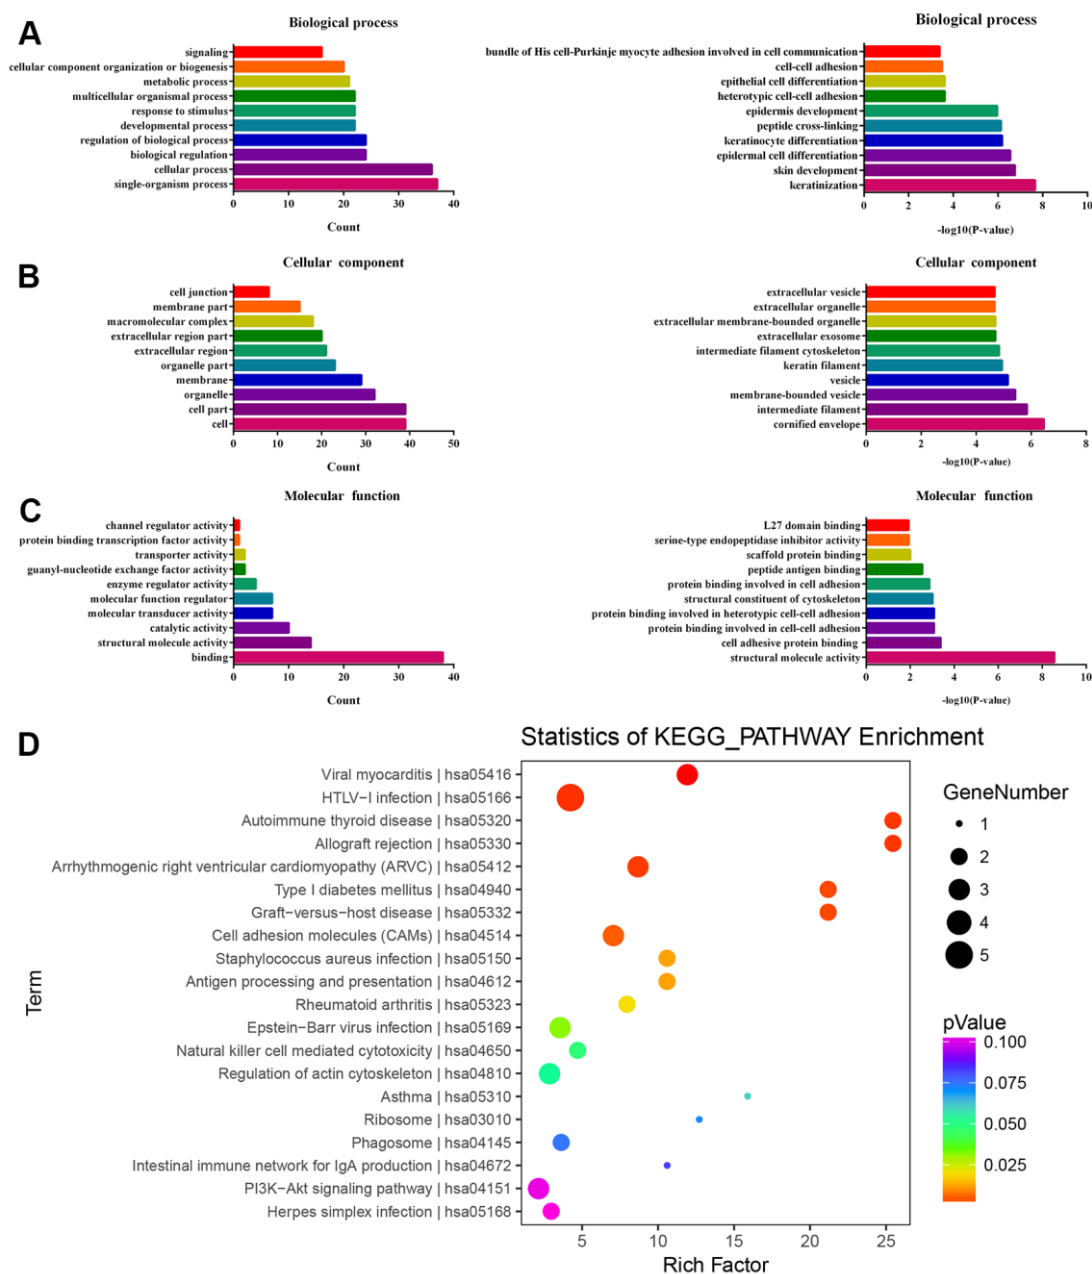 A
Biological process
signaling
cellular component organization or biogenesis
metabolic process
multicellular organismal process
response to stimulus
developmental process
regulation of biological process
biological regulation
cellular process
single-organism process
0 10 20 30 40
Count
Biological process
bundle of His cell-Purkinje myocyte adhesion involved in cell communication
cell-cell adhesion
epithelial cell differentiation
heterotypic cell-cell adhesion
epidermis development
peptide cross-linking
keratinocyte differentiation
epidermal cell differentiation
skin development
keratinization
0 2 4 6 8 10
-log10(P-value)
B
Cellular component
cell junction
membrane part
macromolecular complex
extracellular region part
extracellular region
organelle part
membrane
organelle
cell part
cell
0 10 20 30 40 50
Count
Cellular component
extracellular vesicle
extracellular organelle
extracellular membrane-bounded organelle
extracellular exosome
intermediate filament cytoskeleton
keratin filament
vesicle
membrane-bounded vesicle
intermediate filament
cornified envelope
0 2 4 6 8
-log10(P-value)
C
Molecular function
channel regulator activity
protein binding transcription factor activity
transporter activity
guanyl-nucleotide exchange factor activity
enzyme regulator activity
molecular function regulator
molecular transducer activity
catalytic activity
structural molecule activity
binding
0 10 20 30 40
Count
Molecular function
L27 domain binding
serine-type endopeptidase inhibitor activity
scaffold protein binding
peptide antigen binding
protein binding involved in cell adhesion
structural constituent of cytoskeleton
protein binding involved in heterotypic cell-cell adhesion
protein binding involved in cell-cell adhesion
cell adhesive protein binding
structural molecule activity
0 2 4 6 8 10
-log10(P-value)
D
Statistics of KEGG_PATHWAY Enrichment
Term
Viral myocarditis | hsa05416
HTLV−I infection | hsa05166
Autoimmune thyroid disease | hsa05320
Allograft rejection | hsa05330
Arrhythmogenic right ventricular cardiomyopathy (ARVC) | hsa05412
Type I diabetes mellitus | hsa04940
Graft−versus−host disease | hsa05332
Cell adhesion molecules (CAMs) | hsa04514
Staphylococcus aureus infection | hsa05150
Antigen processing and presentation | hsa04612
Rheumatoid arthritis | hsa05323
Epstein−Barr virus infection | hsa05169
Natural killer cell mediated cytotoxicity | hsa04650
Regulation of actin cytoskeleton | hsa04810
Asthma | hsa05310
Ribosome | hsa03010
Phagosome | hsa04145
Intestinal immune network for IgA production | hsa04672
PI3K−Akt signaling pathway | hsa04151
Herpes simplex infection | hsa05168
5 10 15 20 25
Rich Factor
GeneNumber
1
2
3
4
5
pValue
0.100
0.075
0.050
0.025